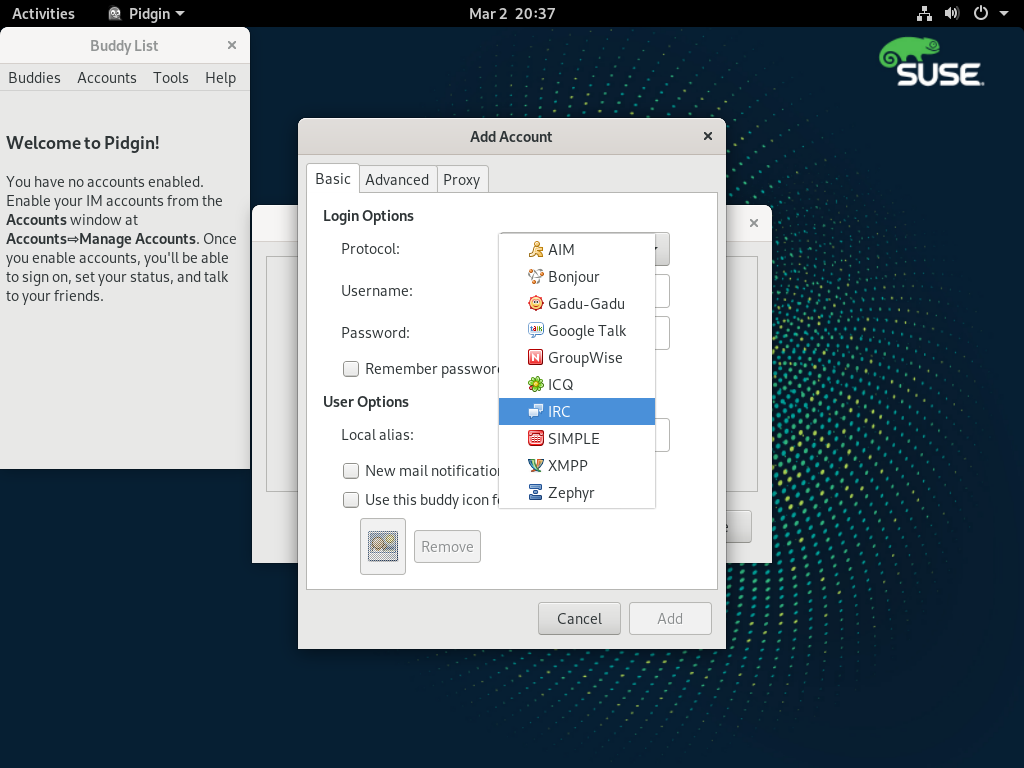 Activities
Pidgin
Mar 2 20:37
Buddy List
Buddies Accounts Tools Help
Welcome to Pidgin!
You have no accounts enabled.
Enable your IM accounts from the
Accounts window at
Accounts⇨Manage Accounts. Once
you enable accounts, you'll be able
to sign on, set your status, and talk
to your friends.
SUSE
Add Account
Basic Advanced Proxy
Login Options
Protocol:
Username:
Password:
Remember password
User Options
Local alias:
New mail notification
Use this buddy icon
Remove
AIM
Bonjour
Gadu-Gadu
Google Talk
GroupWise
ICQ
IRC
SIMPLE
XMPP
Zephyr
Cancel
Add